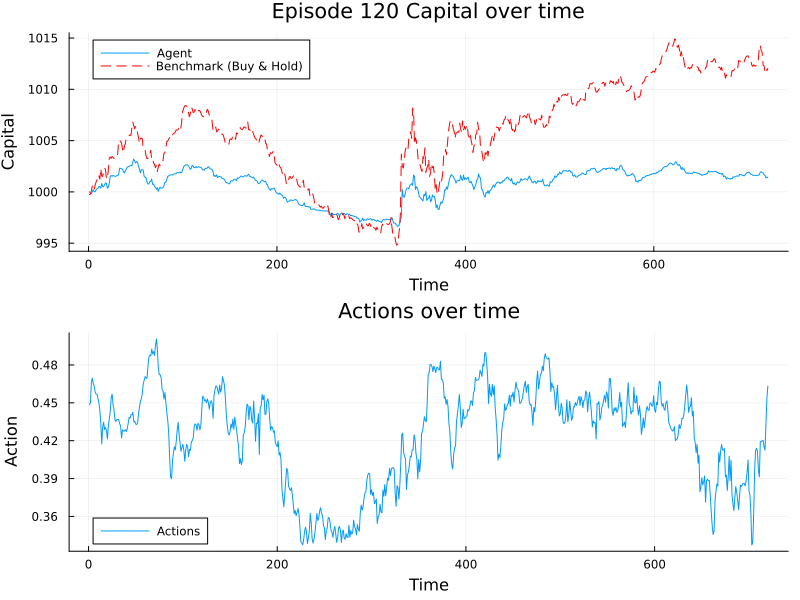 Episode 120 Capital over time
Capital
1015
1010
1005
1000
995
Agent
Benchmark (Buy & Hold)
0
200
400
600
Time
Actions over time
Action
0.48
0.45
0.42
0.39
0.36
Actions
0
200
400
600
Time